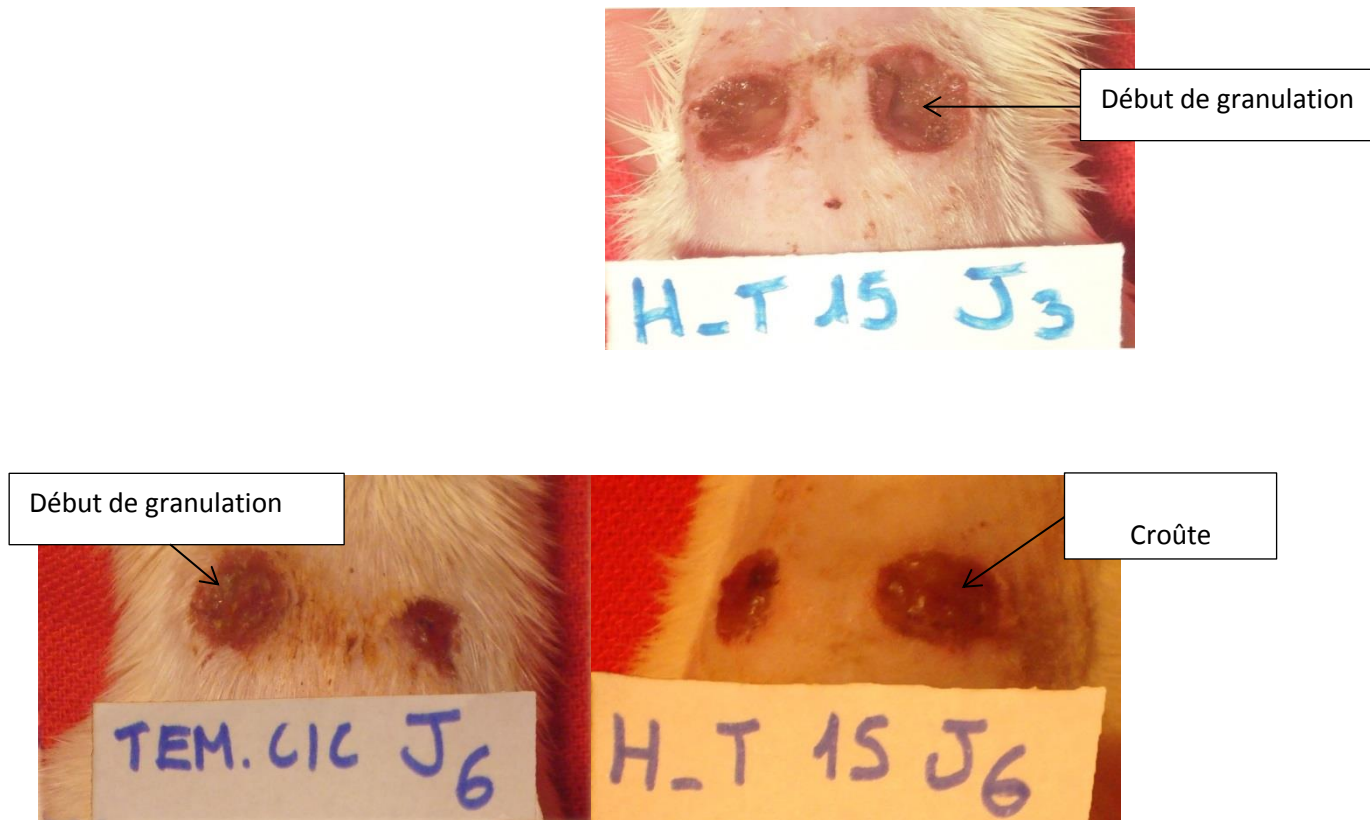 Début de granulation
H_T 15 J3
Début de granulation
Croûte
TEM. CIC J6
H_T 15 J6